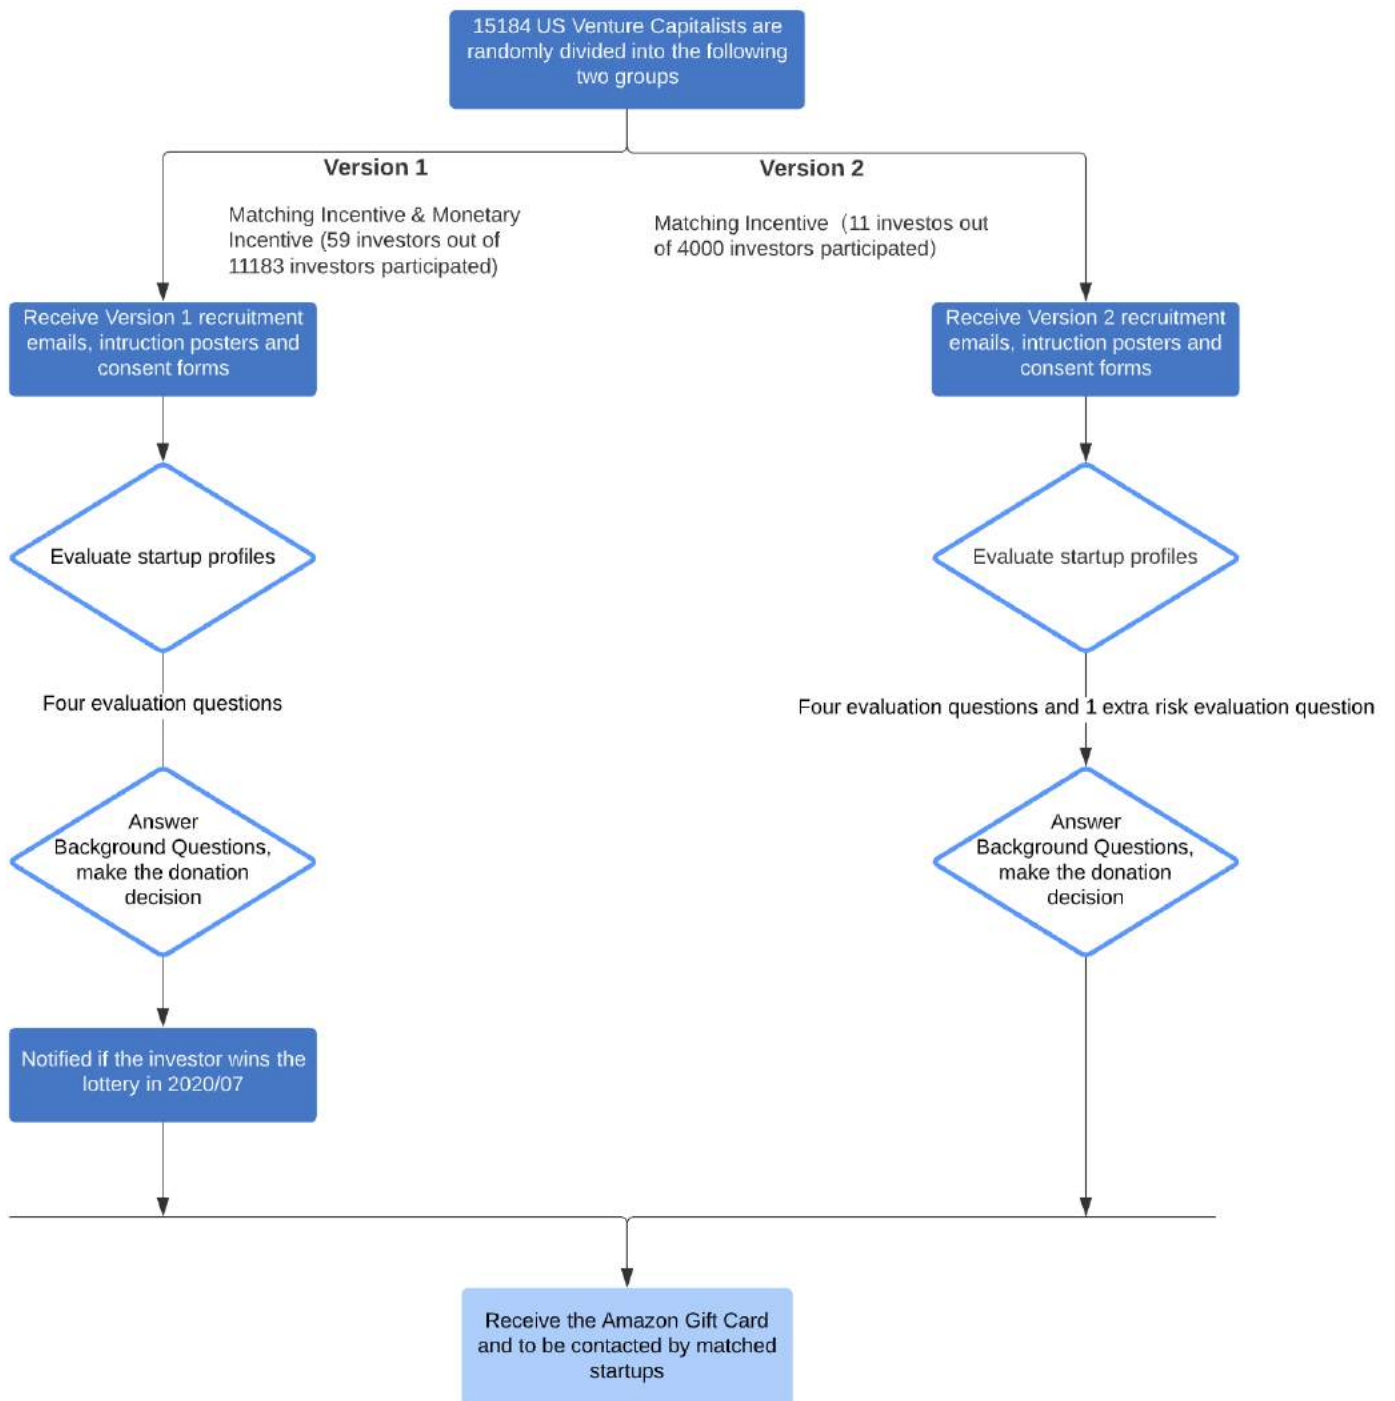 15184 US Venture Capitalists are
randomly divided into the following
two groups
Version 1
Version 2
Matching Incentive & Monetary
Incentive (59 investors out of
11183 investors participated)
Matching Incentive（11 investos out
of 4000 investors participated）
Receive Version 1 recruitment
emails, intruction posters and
consent forms
Receive Version 2 recruitment
emails, intruction posters and
consent forms
Evaluate startup profiles
Evaluate startup profiles
Four evaluation questions
Four evaluation questions and 1 extra risk evaluation question
Answer
Background Questions,
make the donation
decision
Answer
Background Questions,
make the donation
decision
Notified if the investor wins the
lottery in 2020/07
Receive the Amazon Gift Card
and to be contacted by matched
startups